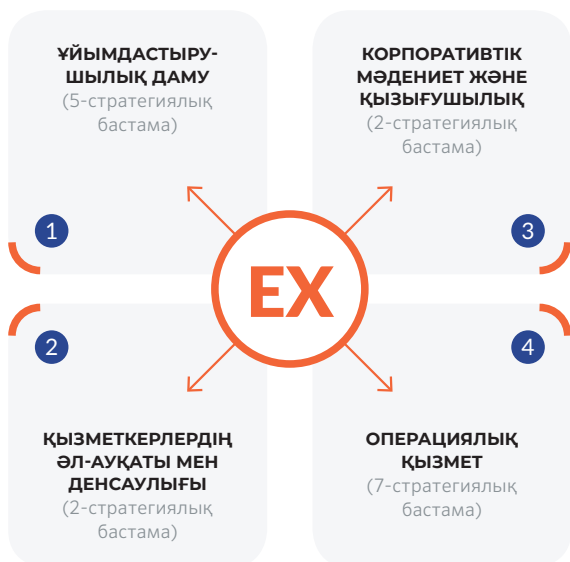 ҰЙЫМДАСТЫРУ-
ШЫЛЫҚ ДАМУ
(5-стратегиялық
бастама)
1
КОРПОРАТИВТІК
МӘДЕНИЕТ ЖӘНЕ
ҚЫЗЫҒУШЫЛЫҚ
(2-стратегиялық
бастама)
3
EX
2
ҚЫЗМЕТКЕРЛЕРДІҢ
ӘЛ-АУҚАТЫ МЕН
ДЕНСАУЛЫҒЫ
(2-стратегиялық
бастама)
4
ОПЕРАЦИЯЛЫҚ
ҚЫЗМЕТ
(7-стратегиялық
бастама)